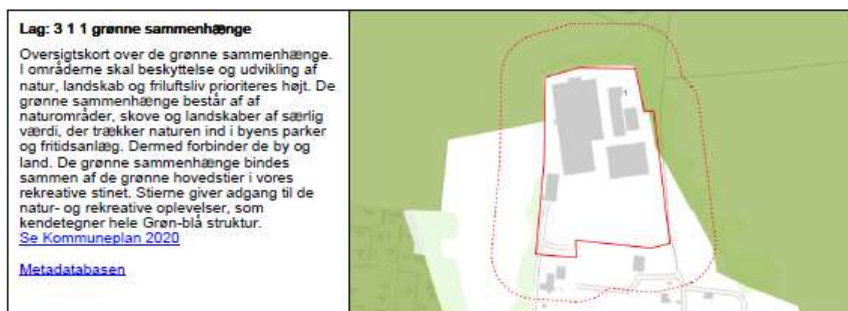 Lag: 3 1 1 grønne sammenhænge
Oversigtskort over de grønne sammenhænge.
I områderne skal beskyttelse og udvikling af
natur, landskab og friluftsliv prioriteres højt. De
grønne sammenhænge består af af
naturområder, skove og landskaber af særlig
værdi, der trækker naturen ind i byens parker
og fritidsanlæg. Dermed forbinder de by og
land. De grønne sammenhænge bindes
sammen af de grønne hovedstier i vores
rekreative stinet. Stierne giver adgang til de
natur- og rekreative oplevelser, som
kendetegner hele Grøn-blå struktur.
Se Kommuneplan 2020
Metadatabasen